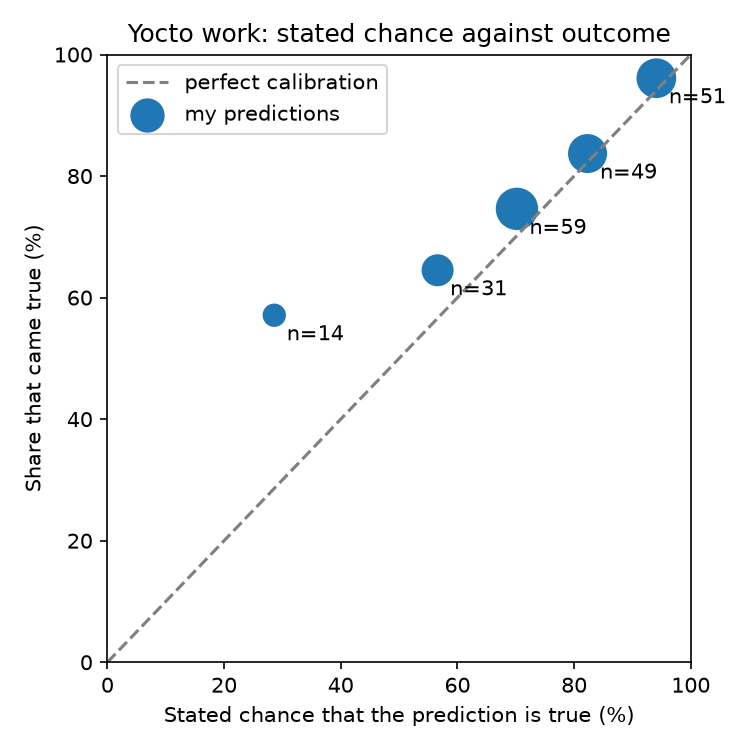 Yocto work: stated chance against outcome
perfect calibration
my predictions
n=51
n=49
n=59
n=31
n=14
100
80
60
40
20
0
0 20 40 60 80 100
Share that came true (%)
Stated chance that the prediction is true (%)